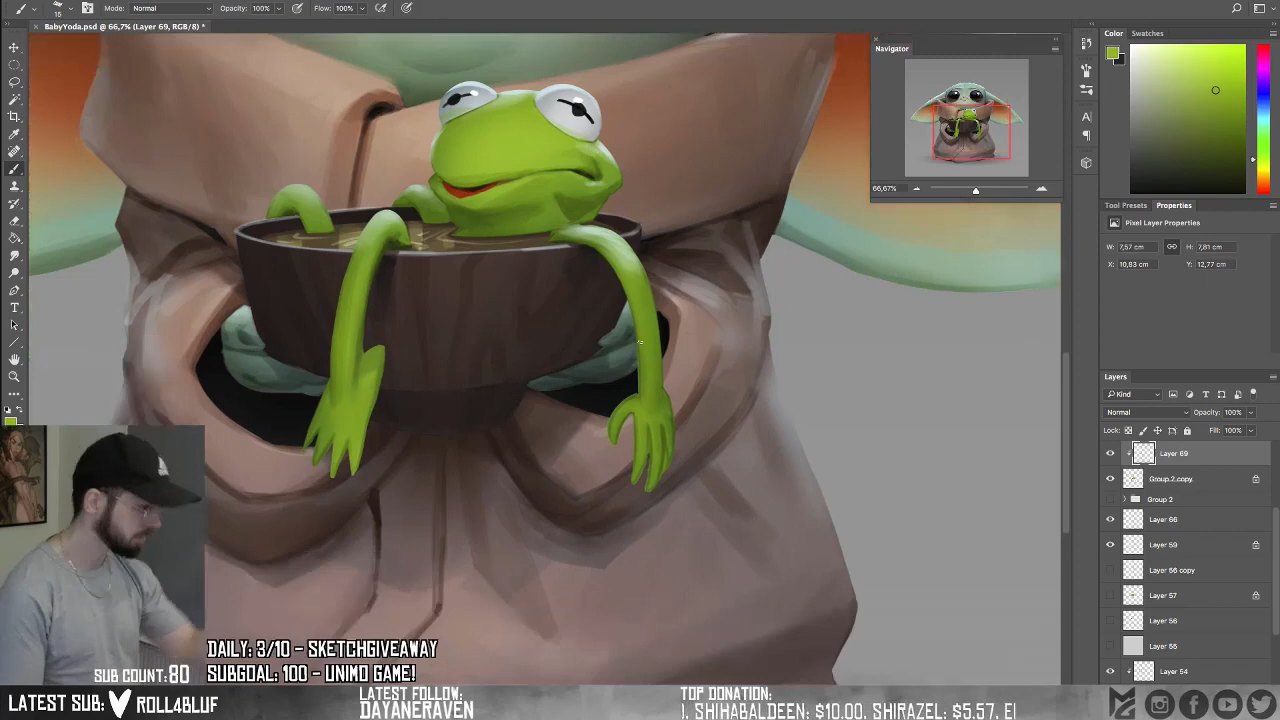 15
Mode: Normal
Opacity: 100%
Flow: 100%
× BabyYoda.psd @ 66,7% (Layer 69, RGB/8) *
Navigator
66,67%
Color
Swatches
Tool Presets
Properties
Pixel Layer Properties
W: 7,57 cm
H: 7,81 cm
X: 10,83 cm
Y: 12,77 cm
Layers
Kind
Normal
Opacity: 100%
Lock:
Fill: 100%
Layer 69
Group 2 copy
Group 2
Layer 66
Layer 59
Layer 56 copy
Layer 57
Layer 56
Layer 55
Layer 54
DAILY: 3/10 - SKETCHGIVEAWAY
SUB COUNT: 80
SUBGOAL: 100 - UNIMO GAME!
LATEST SUB:
ROLL4BLUF
LATEST FOLLOW:
DAYANERAVEN
TOP DONATION:
1. SHIHABALDEEN: $10.00, SHIRAZEL: $5.57, EI